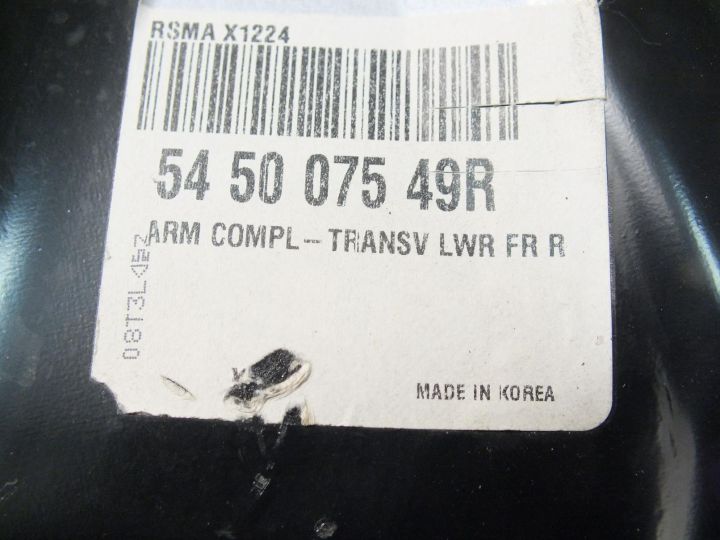 RSMA X1224
54 50 075 49R
ARM COMPL-TRANSV LWR FR R
MADE IN KOREA